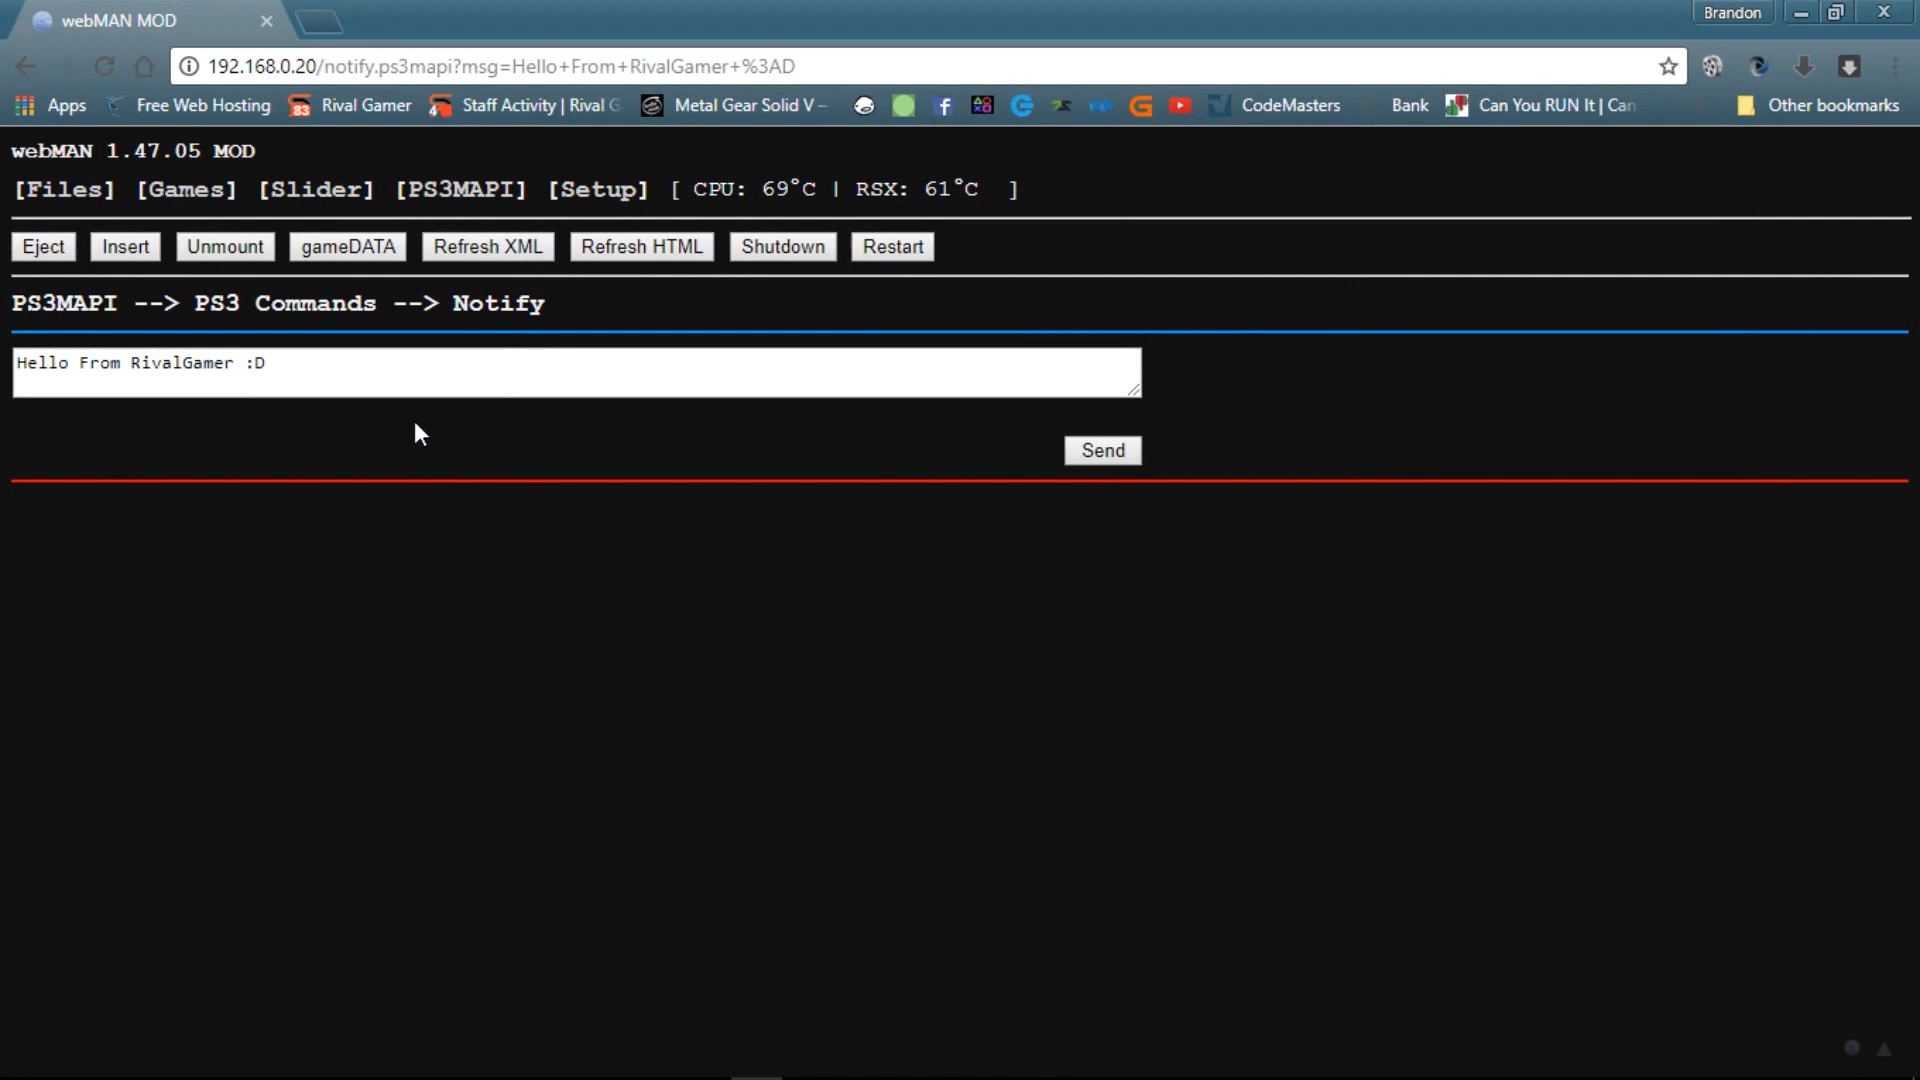 webMAN MOD
Brandon
192.168.0.20/notify.ps3mapi?msg=Hello+From+RivalGamer+%3AD
Apps Free Web Hosting Rival Gamer Staff Activity | Rival G Metal Gear Solid V – CodeMasters Bank Can You RUN It | Can Other bookmarks
webMAN 1.47.05 MOD
[Files] [Games] [Slider] [PS3MAPI] [Setup] [ CPU: 69°C | RSX: 61°C ]
Eject Insert Unmount gameDATA Refresh XML Refresh HTML Shutdown Restart
PS3MAPI --> PS3 Commands --> Notify
Hello From RivalGamer :D
Send